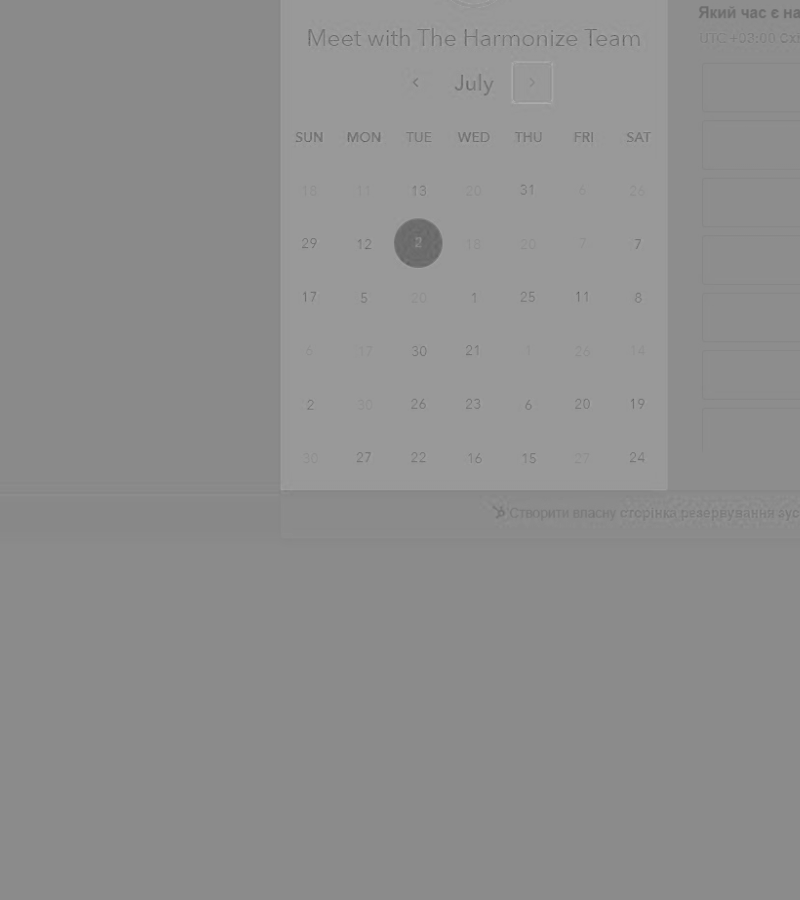 Який час є на
Meet with The Harmonize Team
UTC +03:00
July
SUN MON TUE WED THU FRI SAT
18 11 13 20 31 6 26
29 12 2 18 20 7 7
17 5 20 1 25 11 8
6 17 30 21 1 26 14
2 30 26 23 6 20 19
30 27 22 16 15 27 24
Створити власну сторінка резервування зус